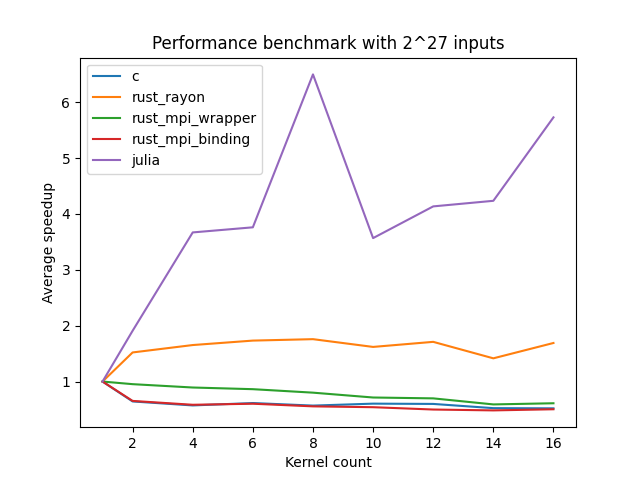 Performance benchmark with 2^27 inputs
c
rust_rayon
rust_mpi_wrapper
rust_mpi_binding
julia
Average speedup
6
5
4
3
2
1
2 4 6 8 10 12 14 16
Kernel count